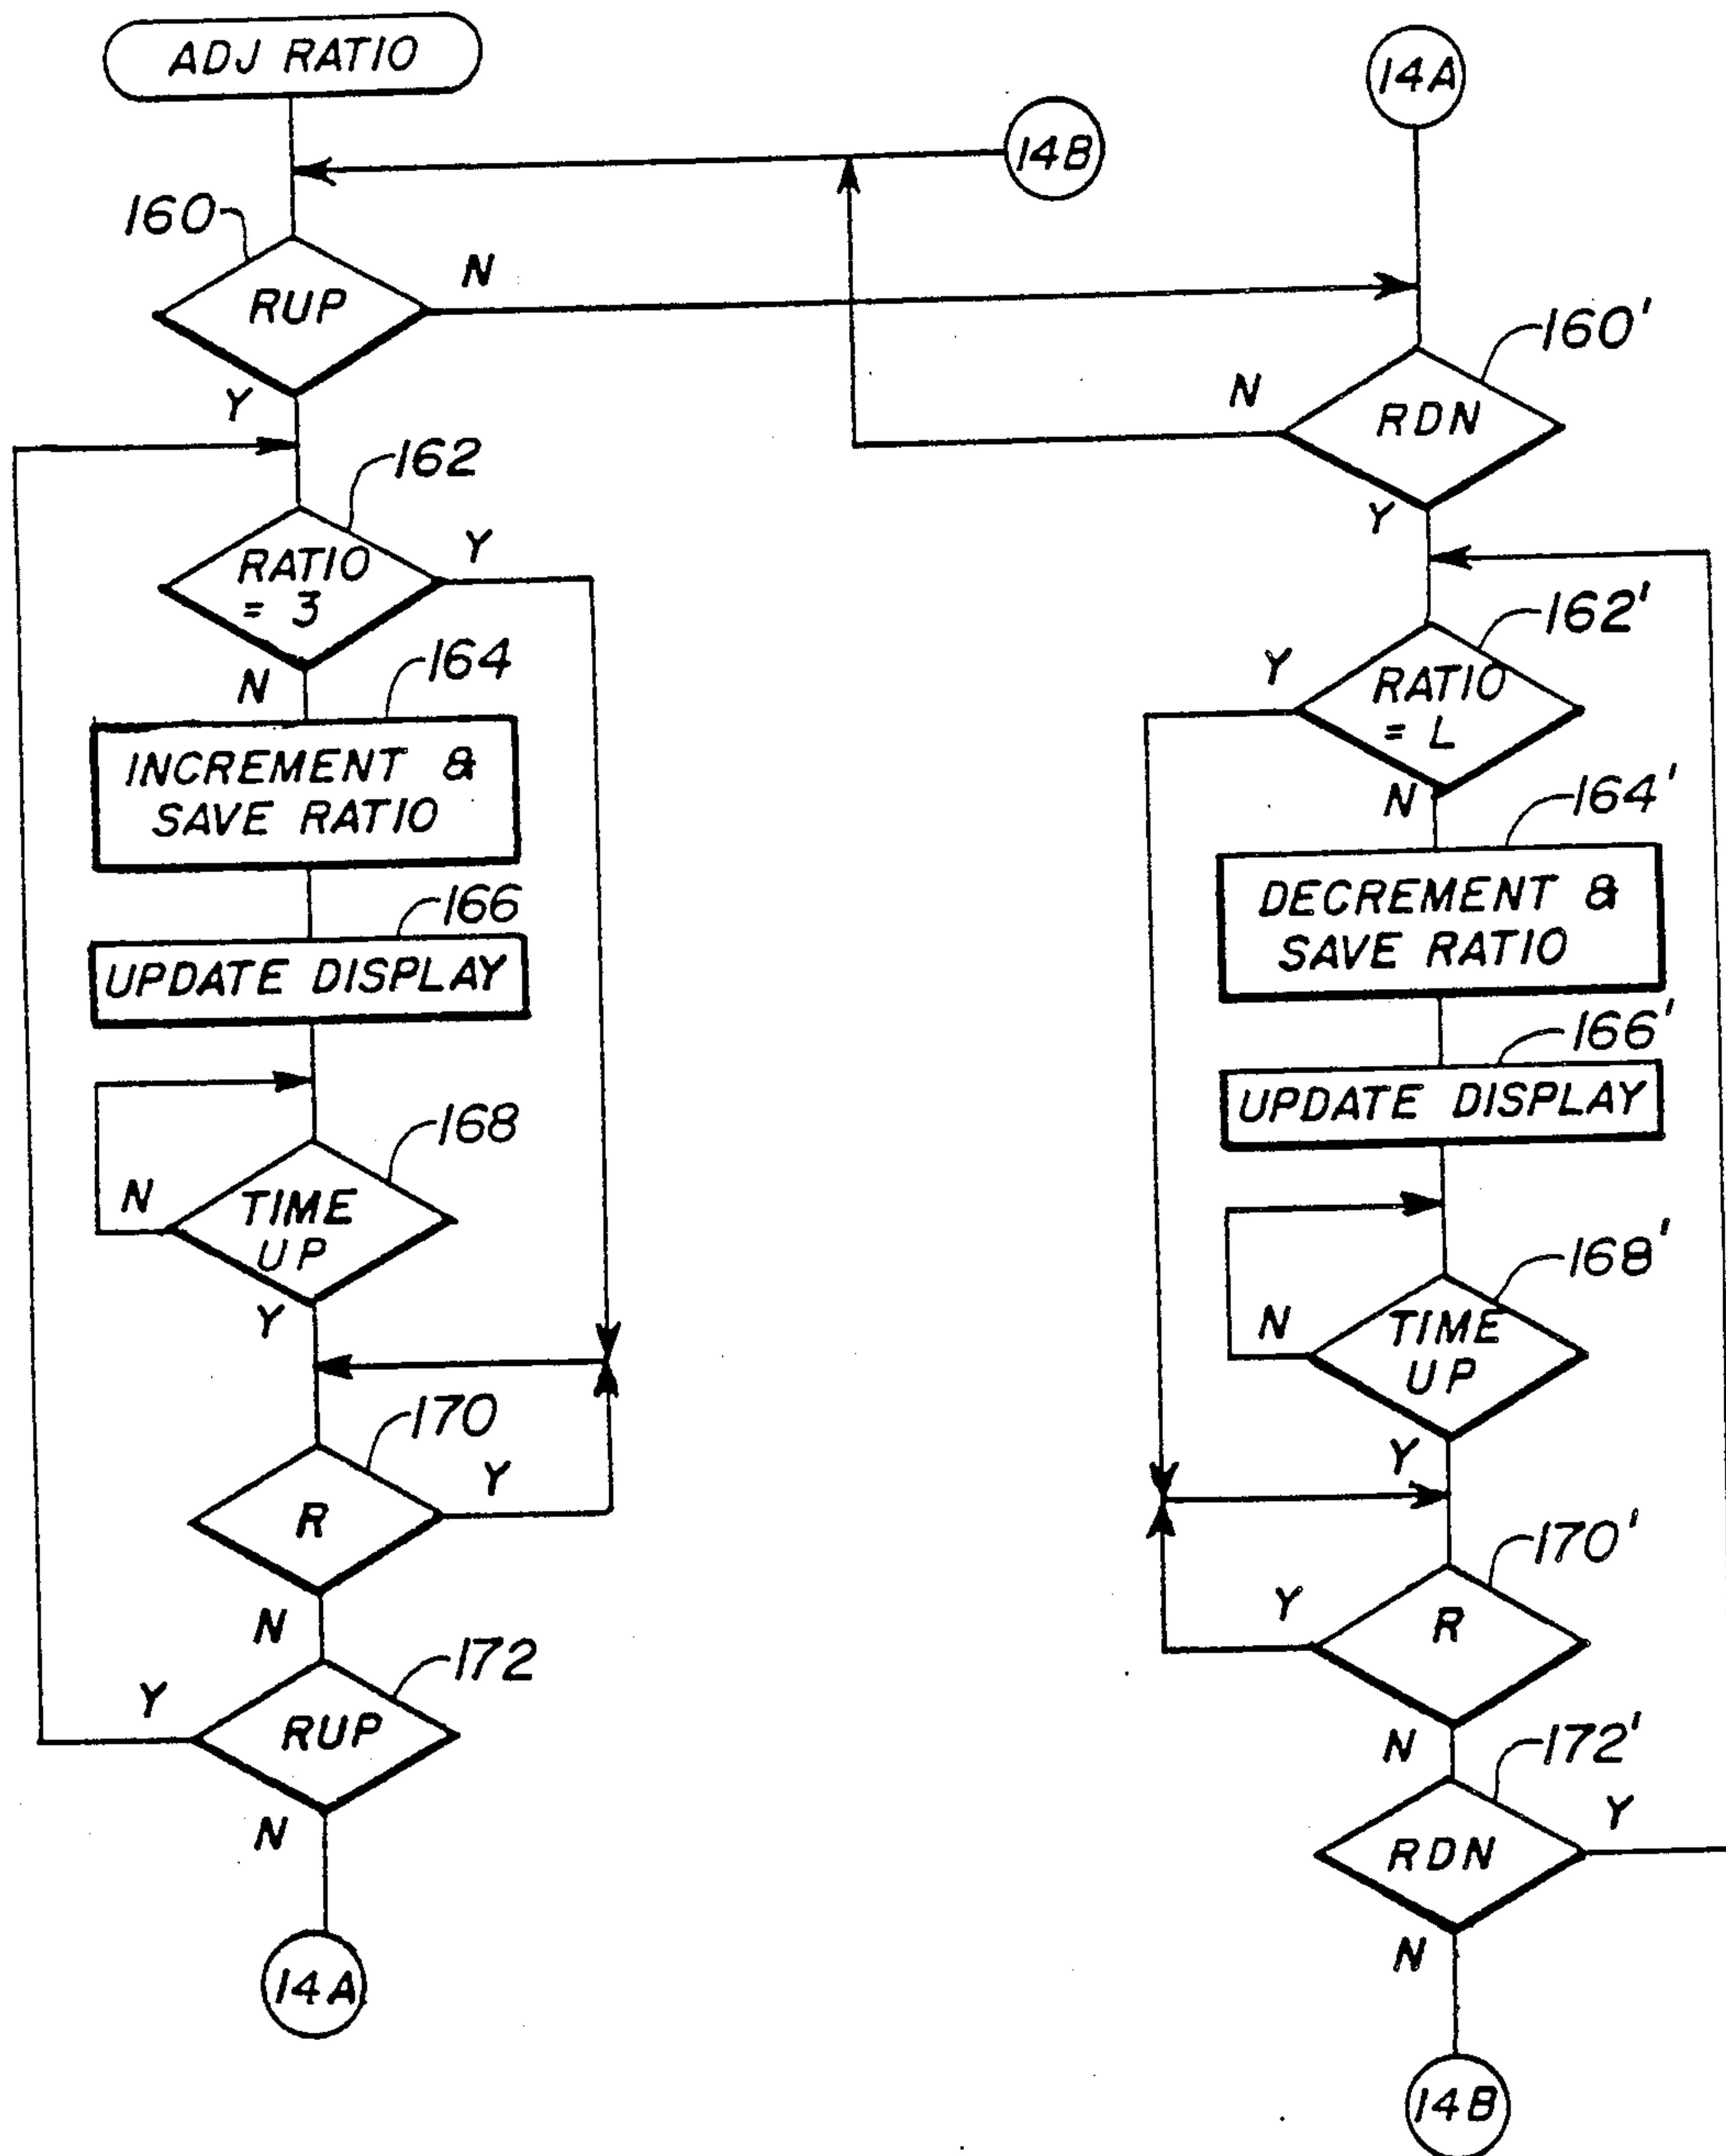 ADJ RATIO
14A
14B
160
RUP
N
Y
160'
RDN
N
Y
162
RATIO
= 3
Y
N
162'
RATIO
= L
Y
N
164
INCREMENT &
SAVE RATIO
164'
DECREMENT &
SAVE RATIO
166
UPDATE DISPLAY
166'
UPDATE DISPLAY
168
TIME
UP
N
Y
168'
TIME
UP
N
Y
170
R
Y
N
170'
R
Y
N
172
RUP
Y
N
172'
RDN
Y
N
14A
14B